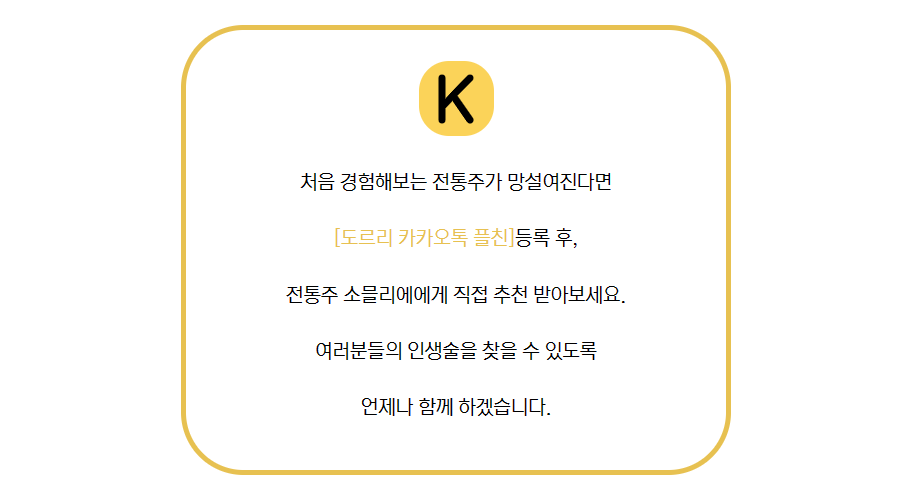 K
처음 경험해보는 전통주가 망설여진다면
[도르리 카카오톡 플친]등록 후,
전통주 소믈리에에게 직접 추천 받아보세요.
여러분들의 인생술을 찾을 수 있도록
언제나 함께 하겠습니다.